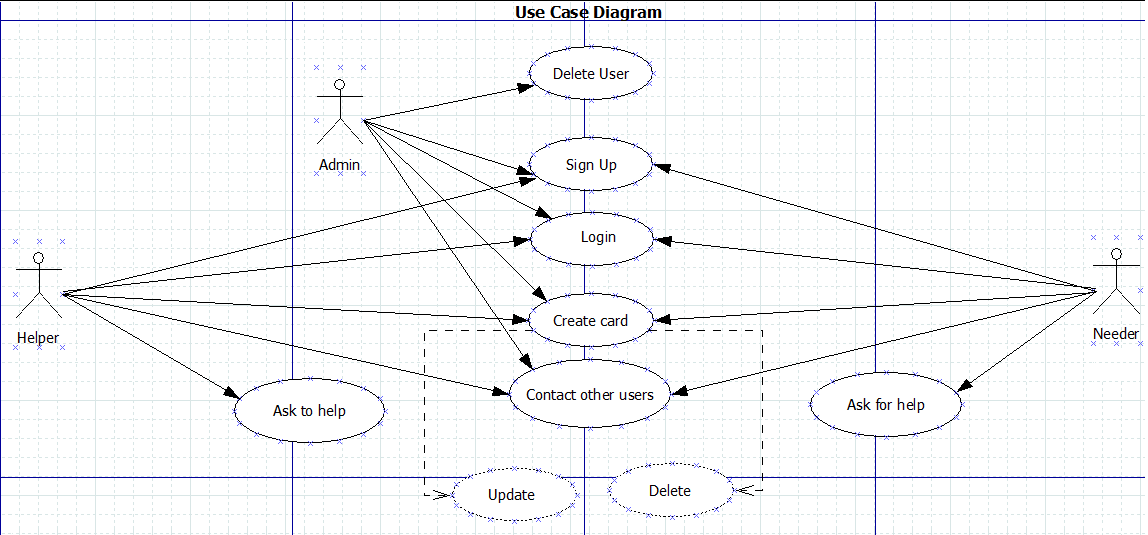 Use Case Diagram
Delete User
Admin
Sign Up
Login
Helper
Needer
Create card
Contact other users
Ask to help
Ask for help
Update
Delete